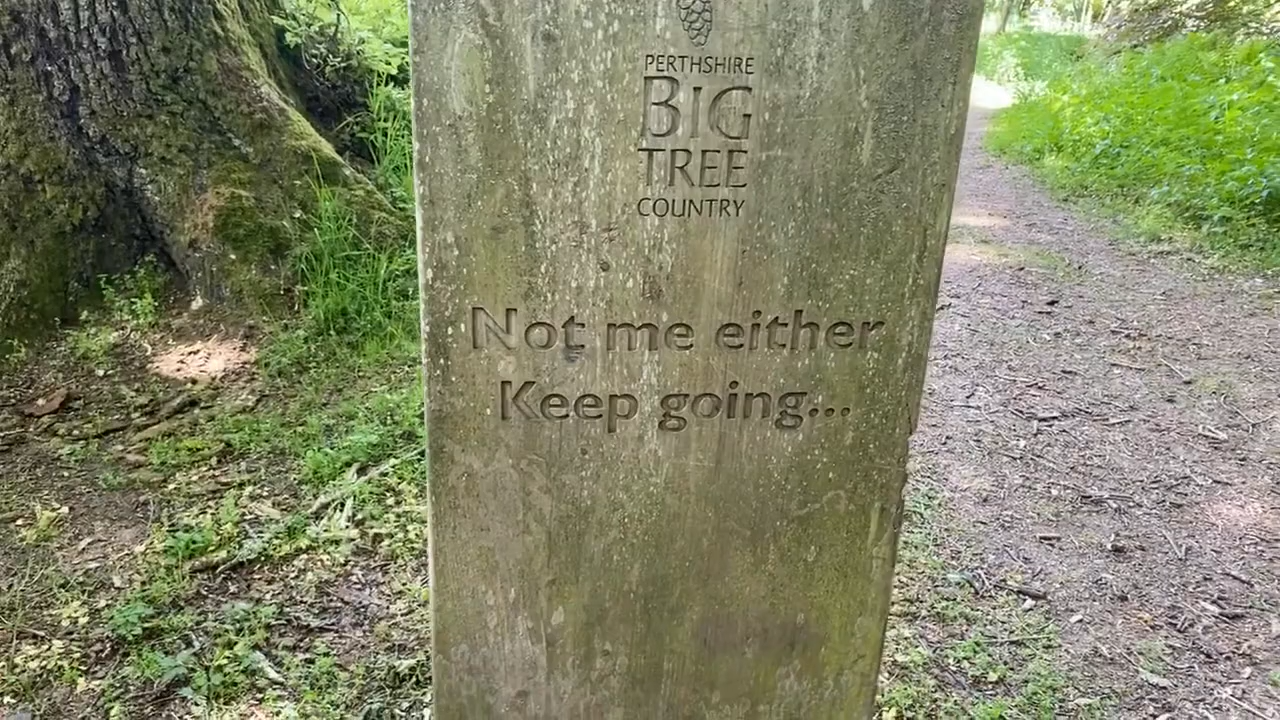 PERTHSHIRE
BIG
TREE
COUNTRY
Not me either
Keep going...